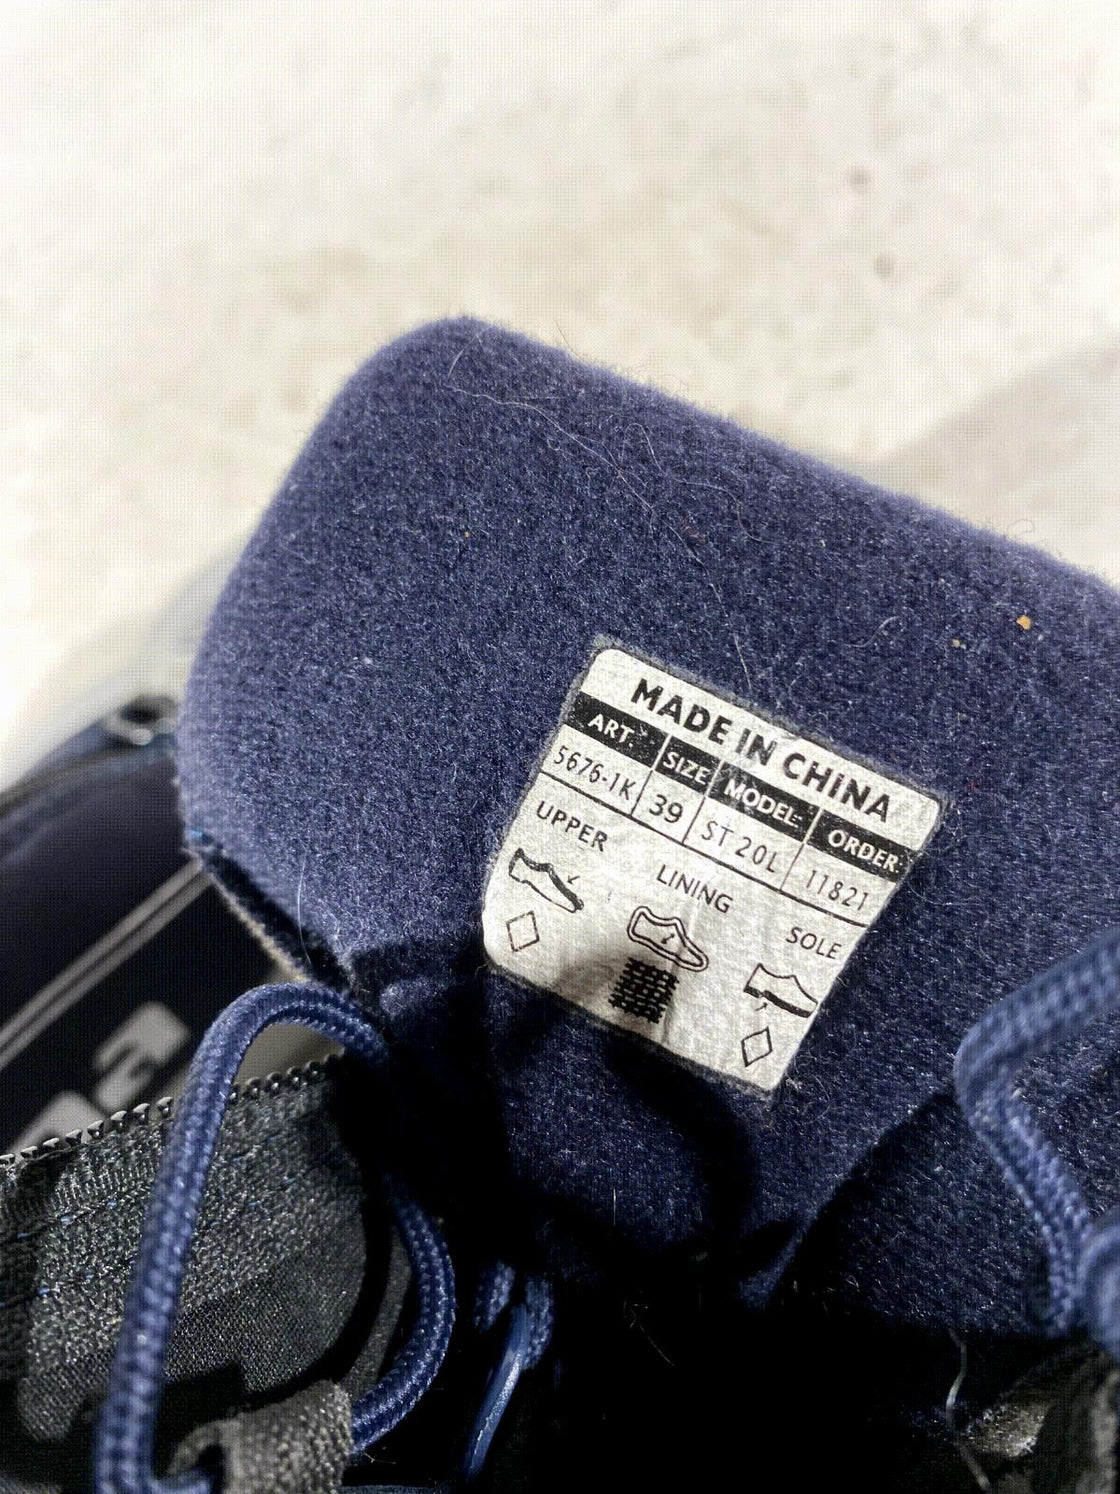 MADE IN CHINA
ART· SIZE MODEL: ORDER:
5676-1K 39 ST 20L 11821
UPPER LINING SOLE